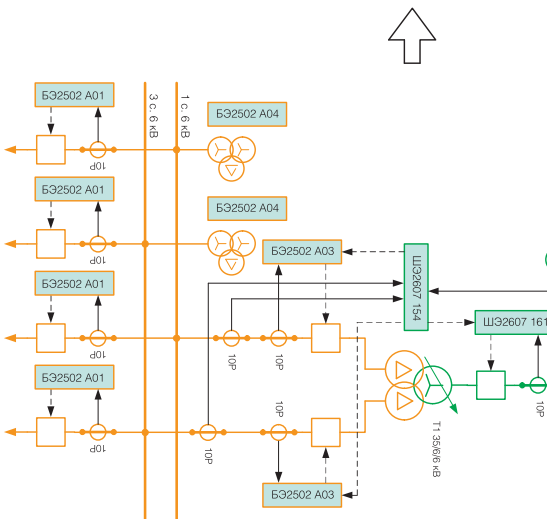 БЭ2502 А01
10Р
3 с. 6 кВ
1 с. 6 кВ
БЭ2502 А04
БЭ2502 А01
10Р
БЭ2502 А04
БЭ2502 А03
ШЭ2607 154
ШЭ2607 161
БЭ2502 А01
10Р
10Р
10Р
10Р
БЭ2502 А01
10Р
10Р
10Р
Т1 35/6/6 кВ
БЭ2502 А03